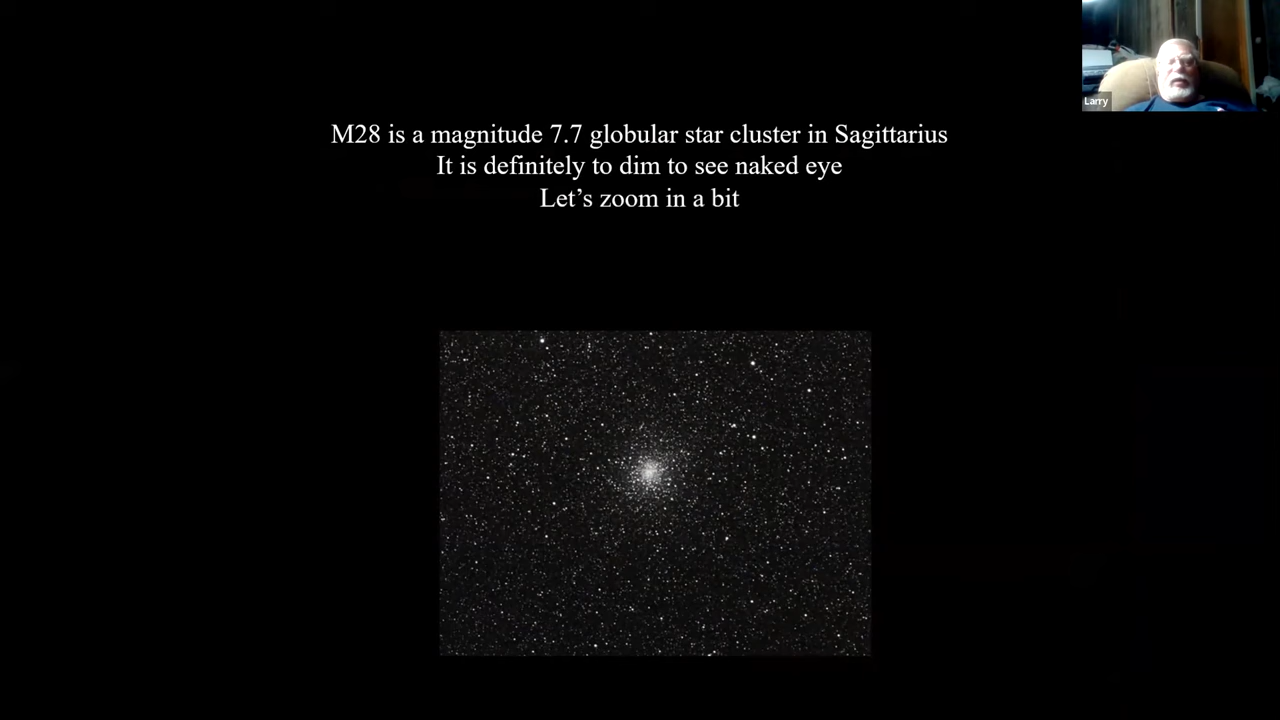 M28 is a magnitude 7.7 globular star cluster in Sagittarius
It is definitely to dim to see naked eye
Let’s zoom in a bit
Larry